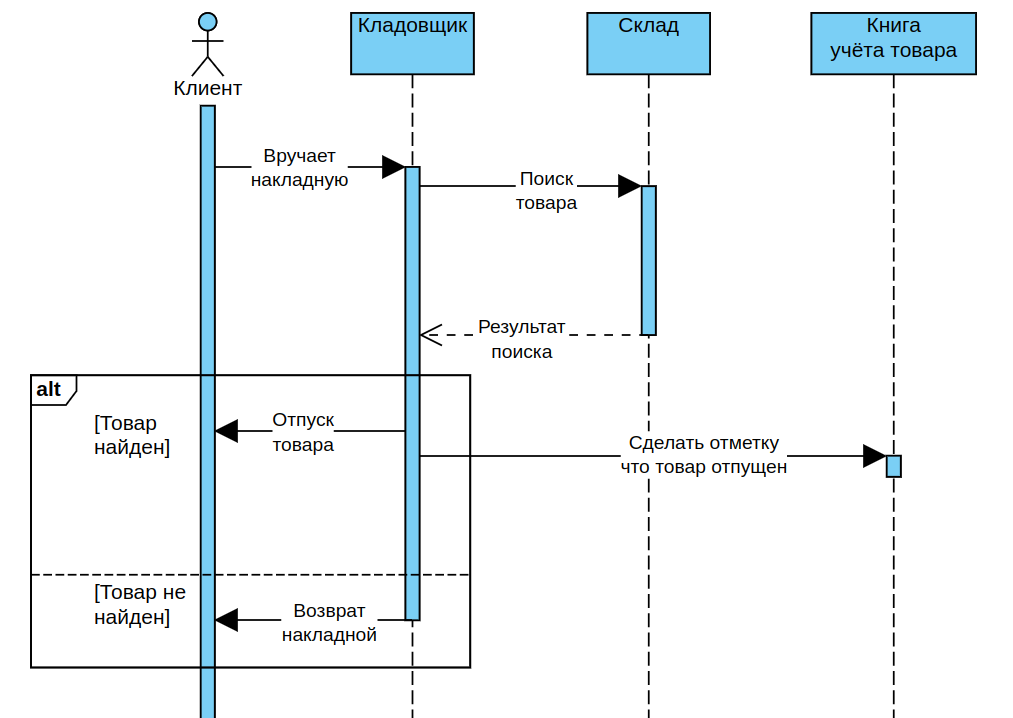 Клиент
Кладовщик
Склад
Книга
учёта товара
Вручает
накладную
Поиск
товара
Результат
поиска
alt
[Товар
найден]
Отпуск
товара
Сделать отметку
что товар отпущен
[Товар не
найден]
Возврат
накладной